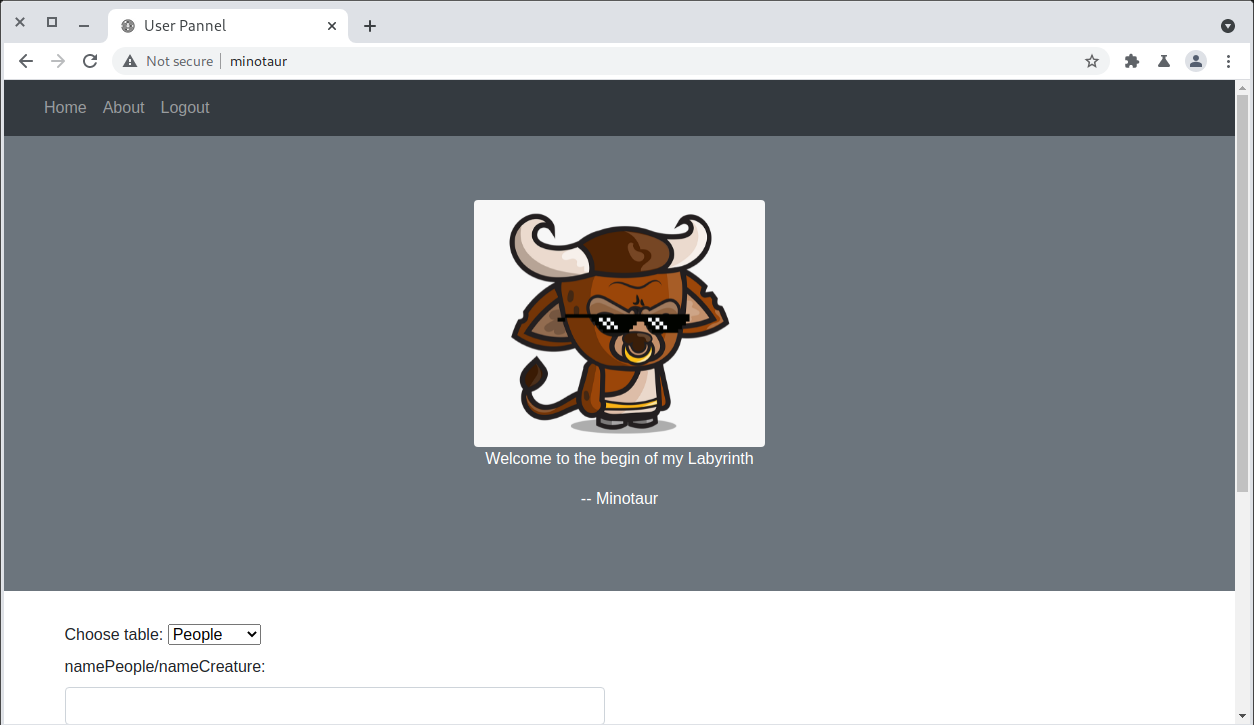 User Pannel
Not secure | minotaur
Home About Logout
Welcome to the begin of my Labyrinth
-- Minotaur
Choose table: People
namePeople/nameCreature: